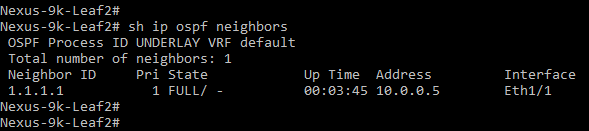 Nexus-9k-Leaf2#
Nexus-9k-Leaf2# sh ip ospf neighbors
OSPF Process ID UNDERLAY VRF default
Total number of neighbors: 1
Neighbor ID Pri State Up Time Address Interface
1.1.1.1 1 FULL/ - 00:03:45 10.0.0.5 Eth1/1
Nexus-9k-Leaf2#
Nexus-9k-Leaf2#